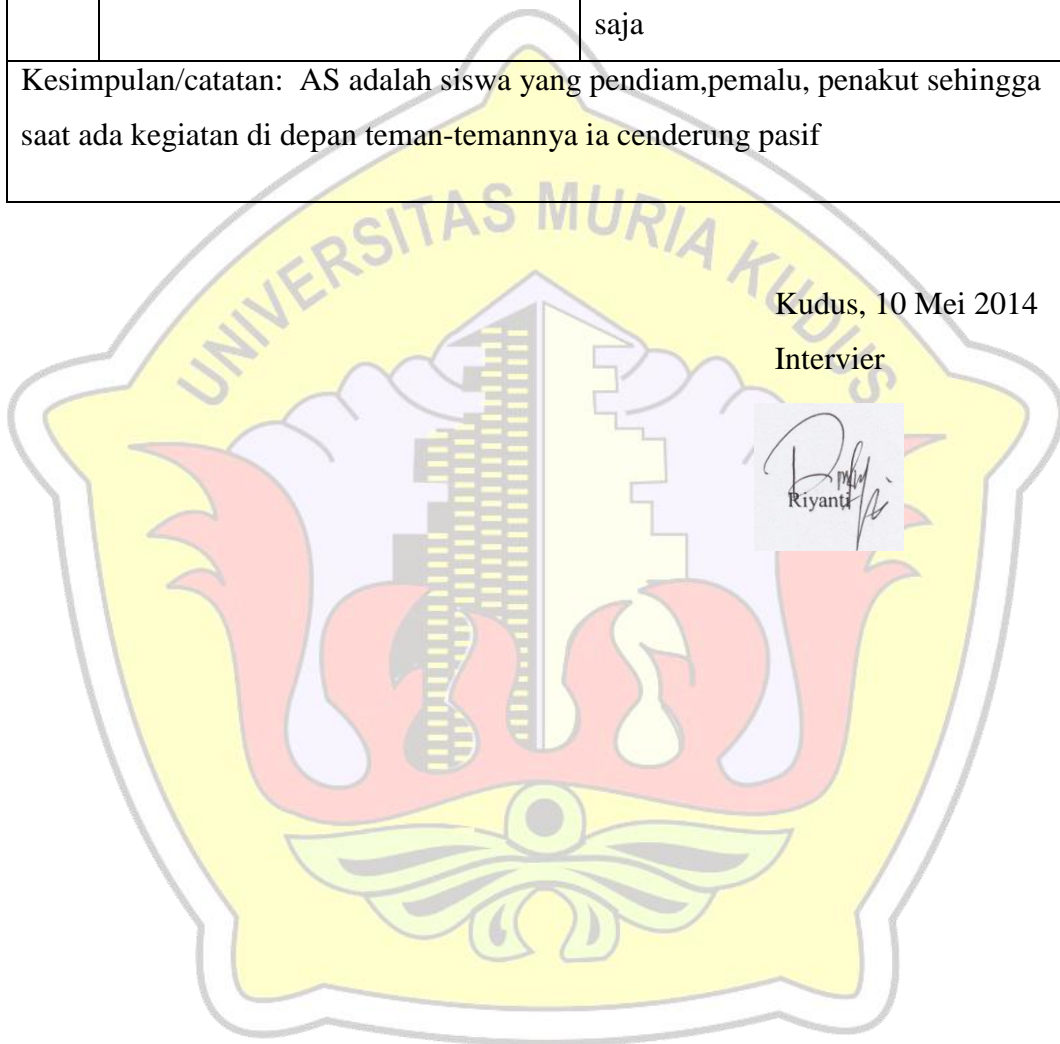 saja
Kesimpulan/catatan: AS adalah siswa yang pendiam,pemalu, penakut sehingga
saat ada kegiatan di depan teman-temannya ia cenderung pasif
UNIVERSITAS MURIA KUDUS
Kudus, 10 Mei 2014
Intervier
Riyanti